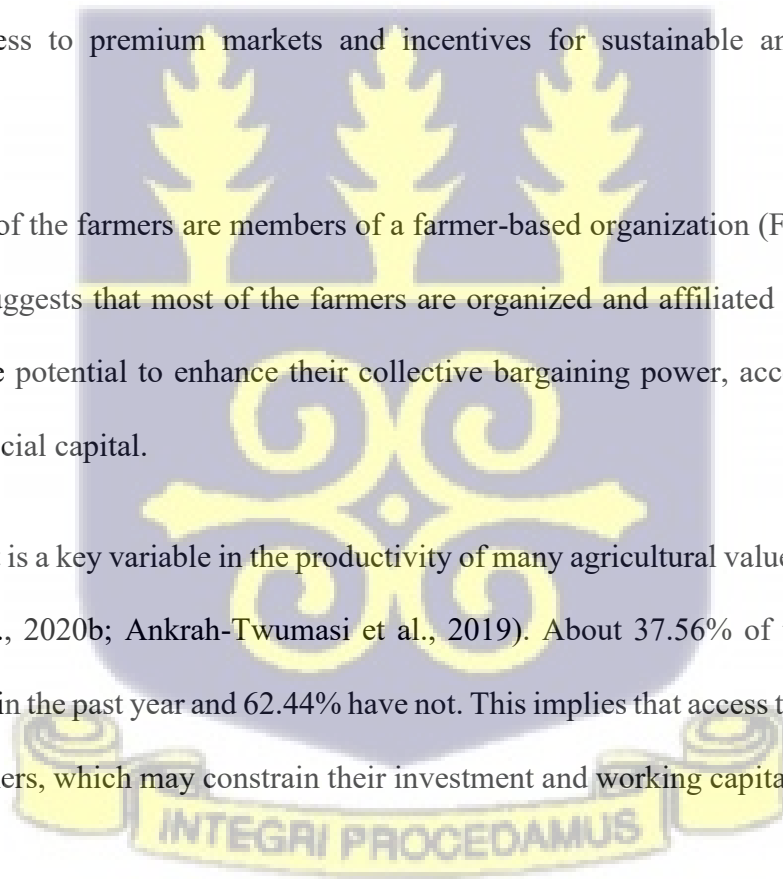 ess to premium markets and incentives for sustainable an
of the farmers are members of a farmer-based organization (F
uggests that most of the farmers are organized and affiliated
e potential to enhance their collective bargaining power, acc
cial capital.
is a key variable in the productivity of many agricultural value
., 2020b; Ankrah-Twumasi et al., 2019). About 37.56% of
in the past year and 62.44% have not. This implies that access t
ers, which may constrain their investment and working capita
INTEGRI PROCEDAMUS